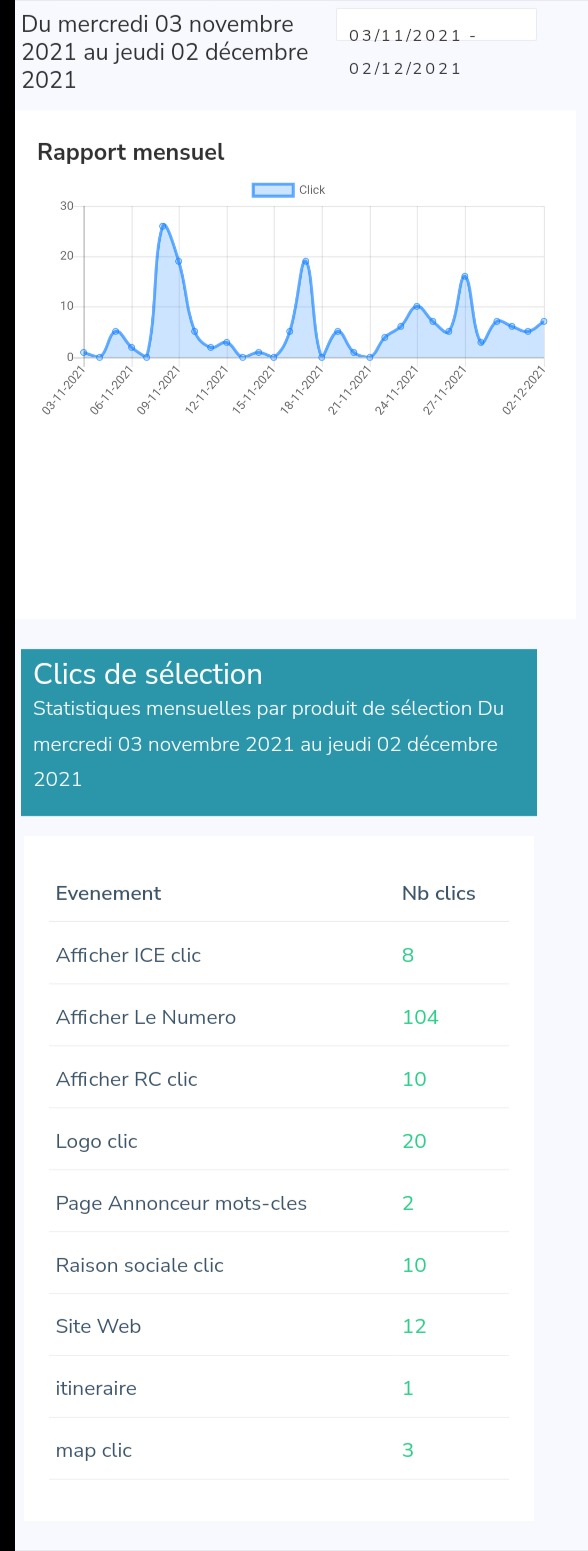 Du mercredi 03 novembre
2021 au jeudi 02 décembre
2021
03/11/2021 -
02/12/2021
Rapport mensuel
Click
30
20
10
0
03-11-2021
06-11-2021
09-11-2021
12-11-2021
15-11-2021
18-11-2021
21-11-2021
24-11-2021
27-11-2021
02-12-2021
Clics de sélection
Statistiques mensuelles par produit de sélection Du
mercredi 03 novembre 2021 au jeudi 02 décembre
2021
Evenement Nb clics
Afficher ICE clic 8
Afficher Le Numero 104
Afficher RC clic 10
Logo clic 20
Page Annonceur mots-cles 2
Raison sociale clic 10
Site Web 12
itineraire 1
map clic 3